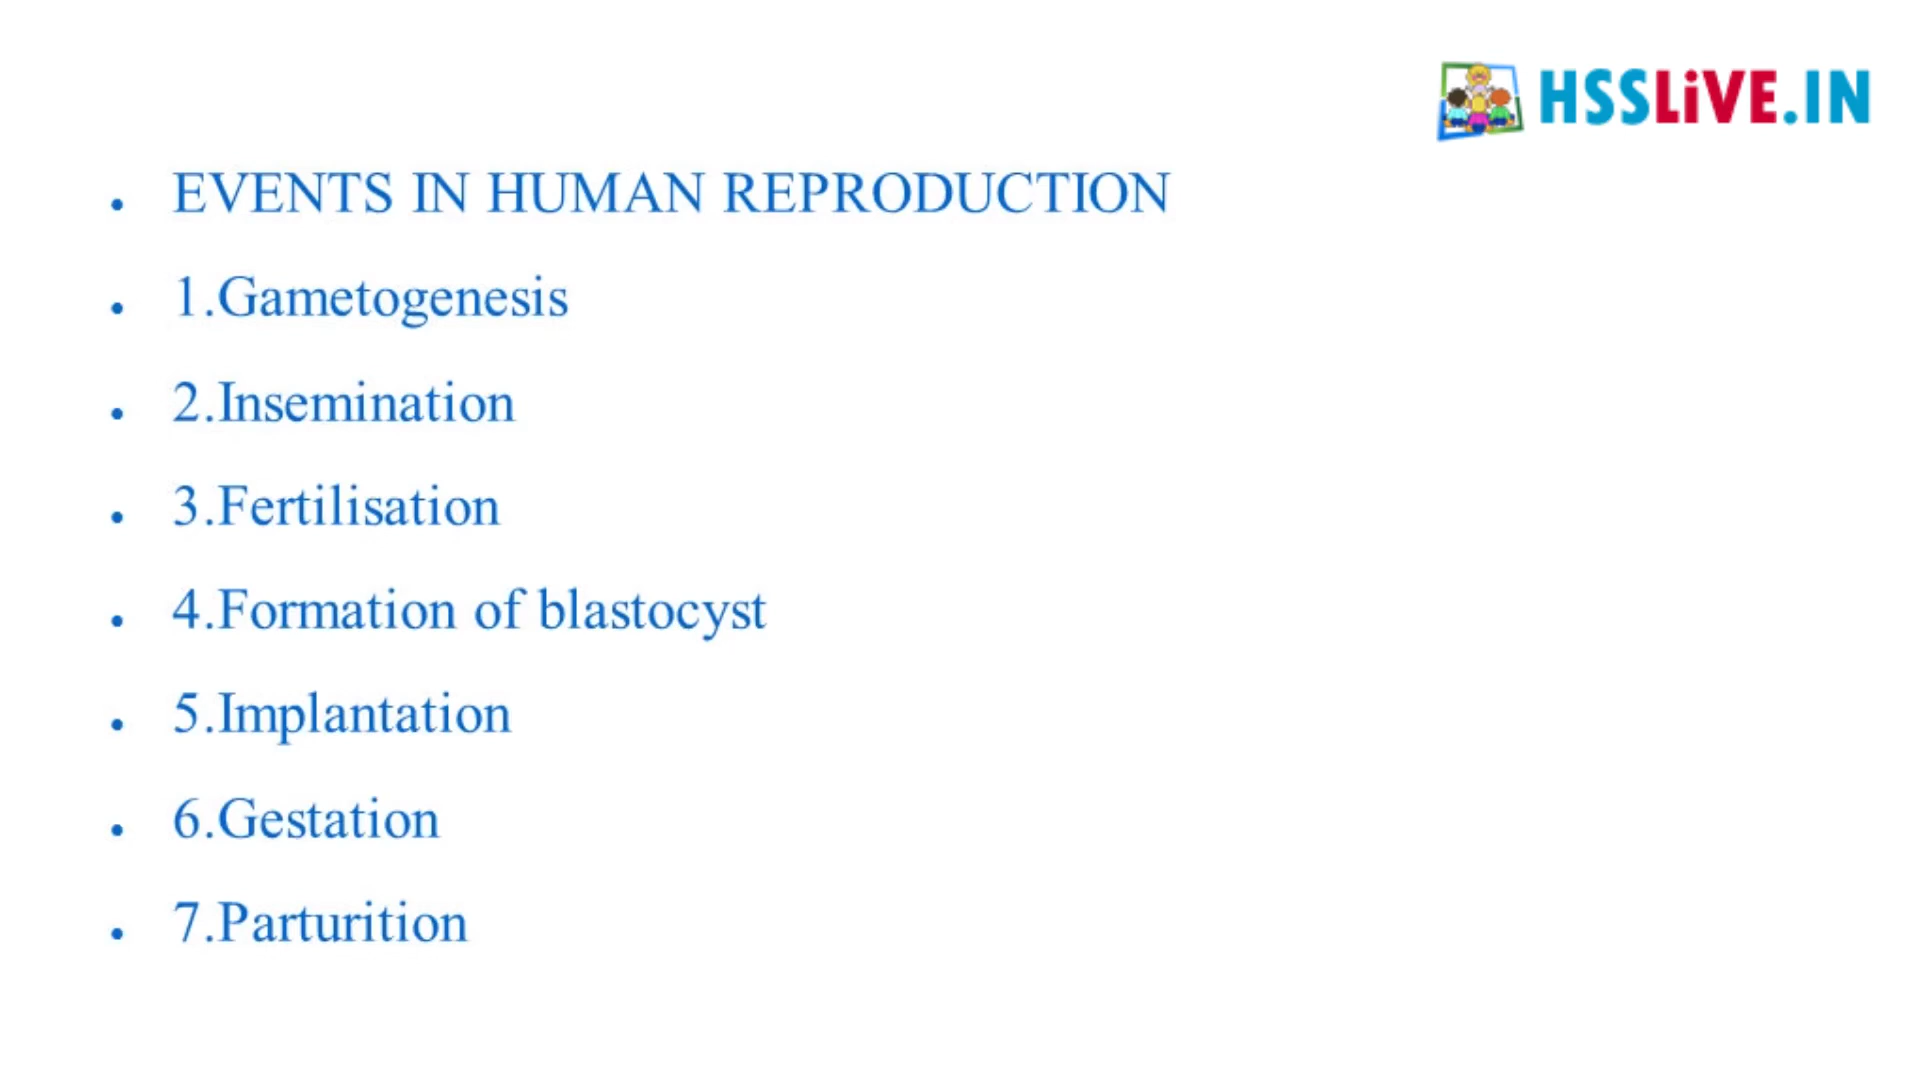 HSSLiVE.IN
• EVENTS IN HUMAN REPRODUCTION
• 1.Gametogenesis
• 2.Insemination
• 3.Fertilisation
• 4.Formation of blastocyst
• 5.Implantation
• 6.Gestation
• 7.Parturition